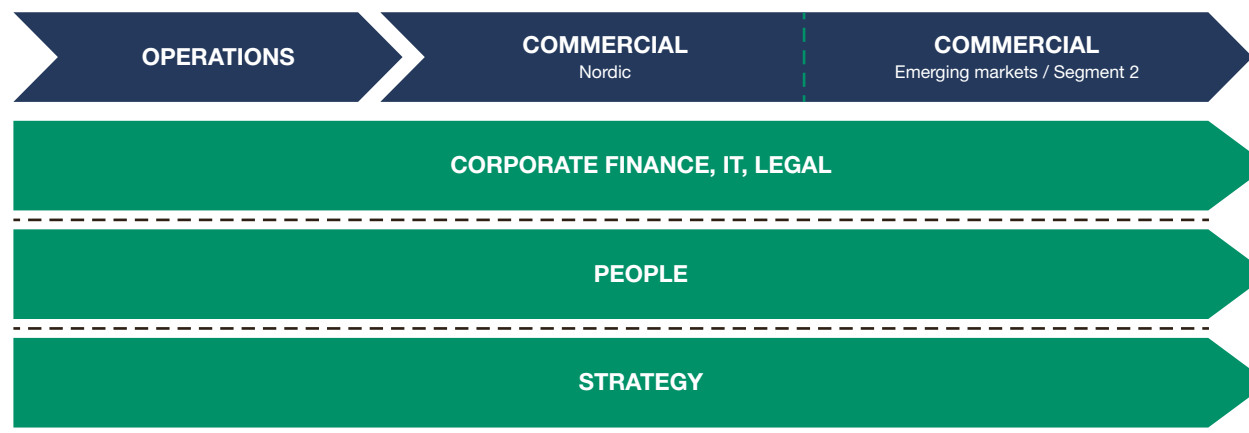 OPERATIONS
COMMERCIAL
Nordic
COMMERCIAL
Emerging markets / Segment 2
CORPORATE FINANCE, IT, LEGAL
PEOPLE
STRATEGY